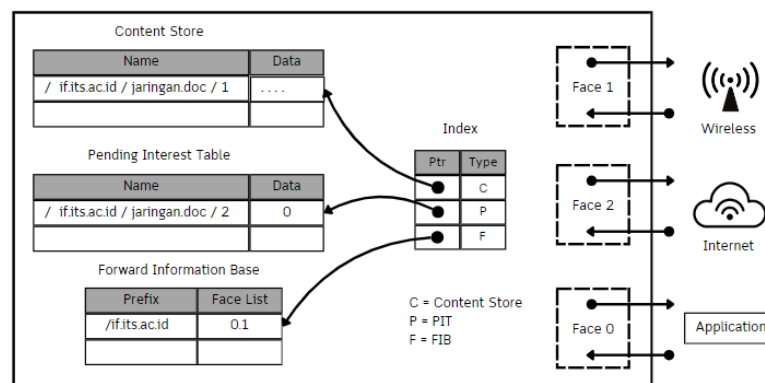 Content Store
Name Data
/ if.its.ac.id / jaringan.doc / 1 ....
Pending Interest Table
Name Data
/ if.its.ac.id / jaringan.doc / 2 0
Forward Information Base
Prefix Face List
/if.its.ac.id 0.1
Index
Ptr Type
C
P
F
C = Content Store
P = PIT
F = FIB
Face 1
Wireless
Face 2
Internet
Face 0
Application